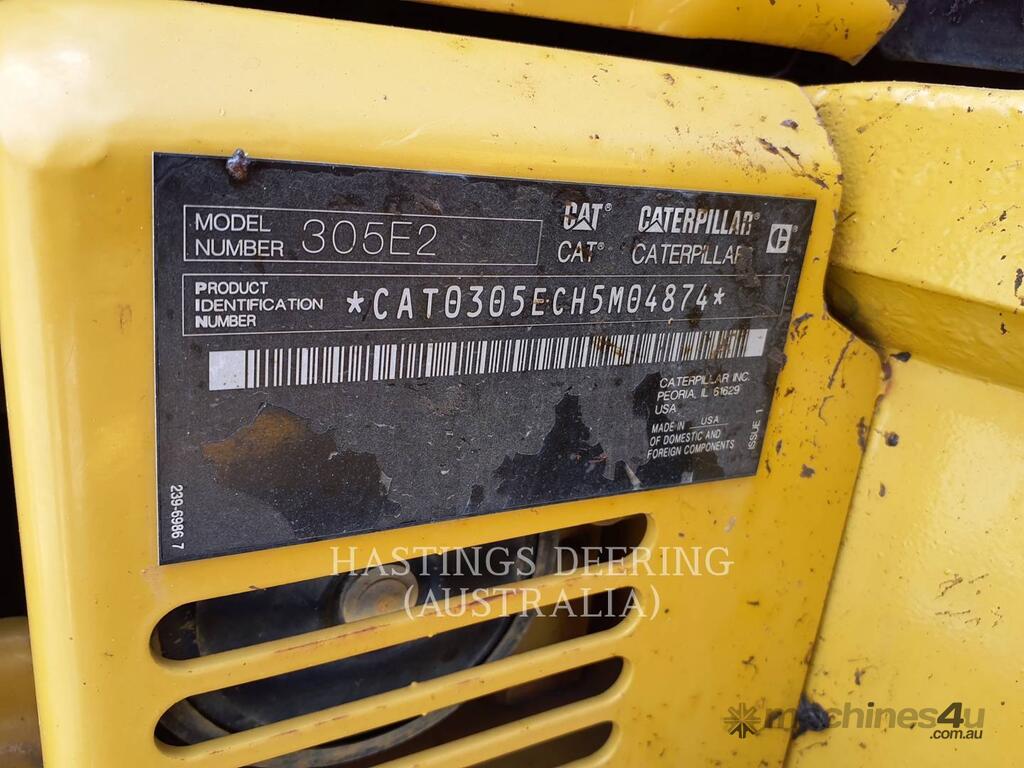 MODEL NUMBER 305E2
CAT® CATERPILLAR®
CAT® CATERPILLAR
PRODUCT IDENTIFICATION NUMBER *CAT0305ECH5M04874*
CATERPILLAR INC.
PEORIA, IL 61629
USA
MADE IN USA
OF DOMESTIC AND
FOREIGN COMPONENTS
ISSUE 1
239-6986 7
HASTINGS DEERING
(AUSTRALIA)
machines4u
.com.au